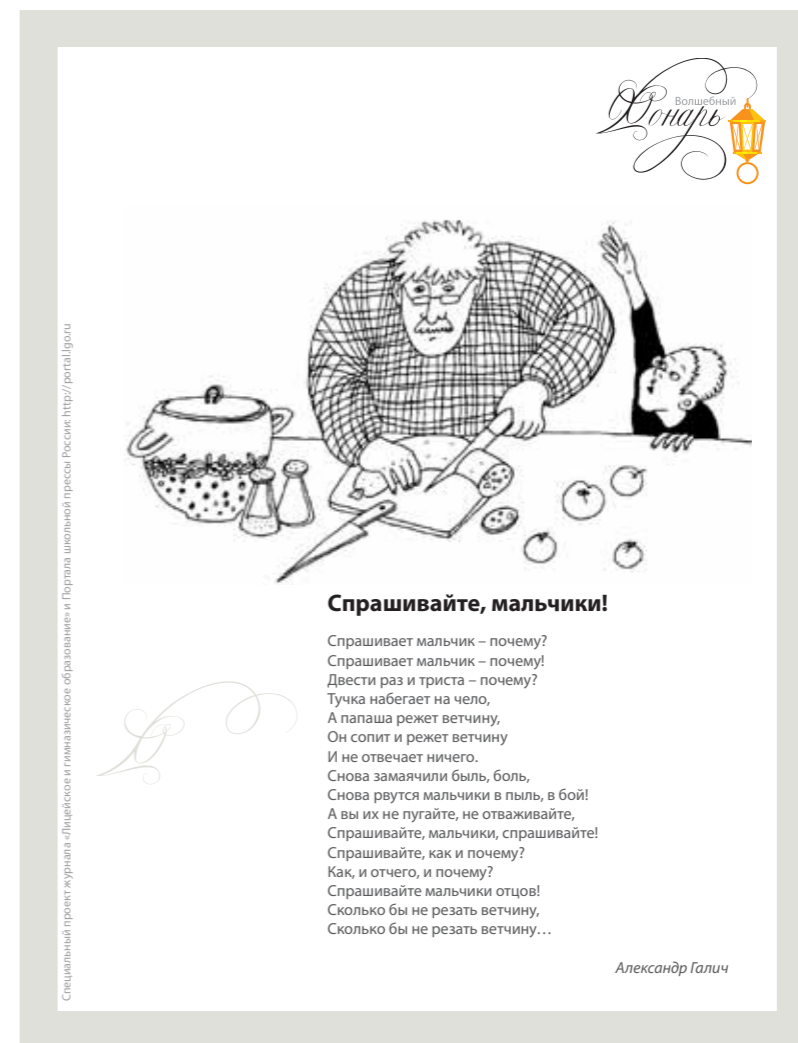 Волшебный
Фонарь
Спрашивайте, мальчики!
Спрашивает мальчик – почему?
Спрашивает мальчик – почему!
Двести раз и триста – почему?
Тучка набегает на чело,
А папаша режет ветчину,
Он сопит и режет ветчину
И не отвечает ничего.
Снова замаячили быль, боль,
Снова рвутся мальчики в пыль, в бой!
А вы их не пугайте, не отваживайте,
Спрашивайте, мальчики, спрашивайте!
Спрашивайте, как и почему?
Как, и отчего, и почему?
Спрашивайте мальчики отцов!
Сколько бы не резать ветчину,
Сколько бы не резать ветчину…
Александр Галич
Специальный проект журнала «Лицейское и гимназическое образование» и Портала школьной прессы России: http://portal.lgo.ru